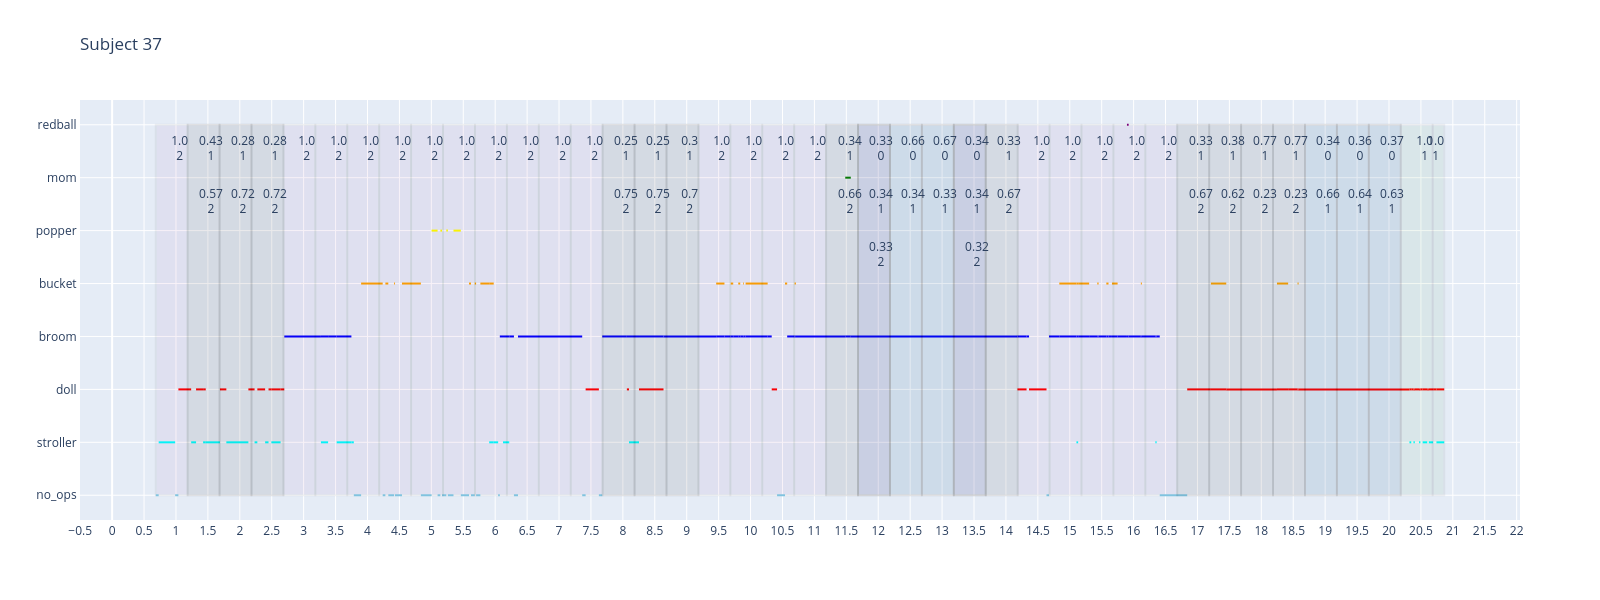 Subject 37
redball
1.0 0.43 0.28 0.28 1.0 1.0 1.0 1.0 1.0 1.0 1.0 1.0 1.0 1.0 0.25 0.25 0.3 1.0 1.0 1.0 1.0 0.34 0.33 0.66 0.67 0.34 0.33 1.0 1.0 1.0 1.0 1.0 0.33 0.38 0.77 0.77 0.34 0.36 0.37 1.0 1.0
2 1 1 1 2 2 2 2 2 2 2 2 2 2 1 1 1 2 2 2 2 1 0 0 0 0 1 2 2 2 2 2 1 1 1 1 0 0 0 1 1
mom
0.57 0.72 0.72 0.75 0.75 0.7 0.66 0.34 0.34 0.33 0.34 0.67 0.67 0.62 0.23 0.23 0.66 0.64 0.63
2 2 2 2 2 2 2 1 1 1 1 2 2 2 2 2 1 1 1
popper
0.33 0.32
2 2
bucket
broom
doll
stroller
no_ops
−0.5 0 0.5 1 1.5 2 2.5 3 3.5 4 4.5 5 5.5 6 6.5 7 7.5 8 8.5 9 9.5 10 10.5 11 11.5 12 12.5 13 13.5 14 14.5 15 15.5 16 16.5 17 17.5 18 18.5 19 19.5 20 20.5 21 21.5 22